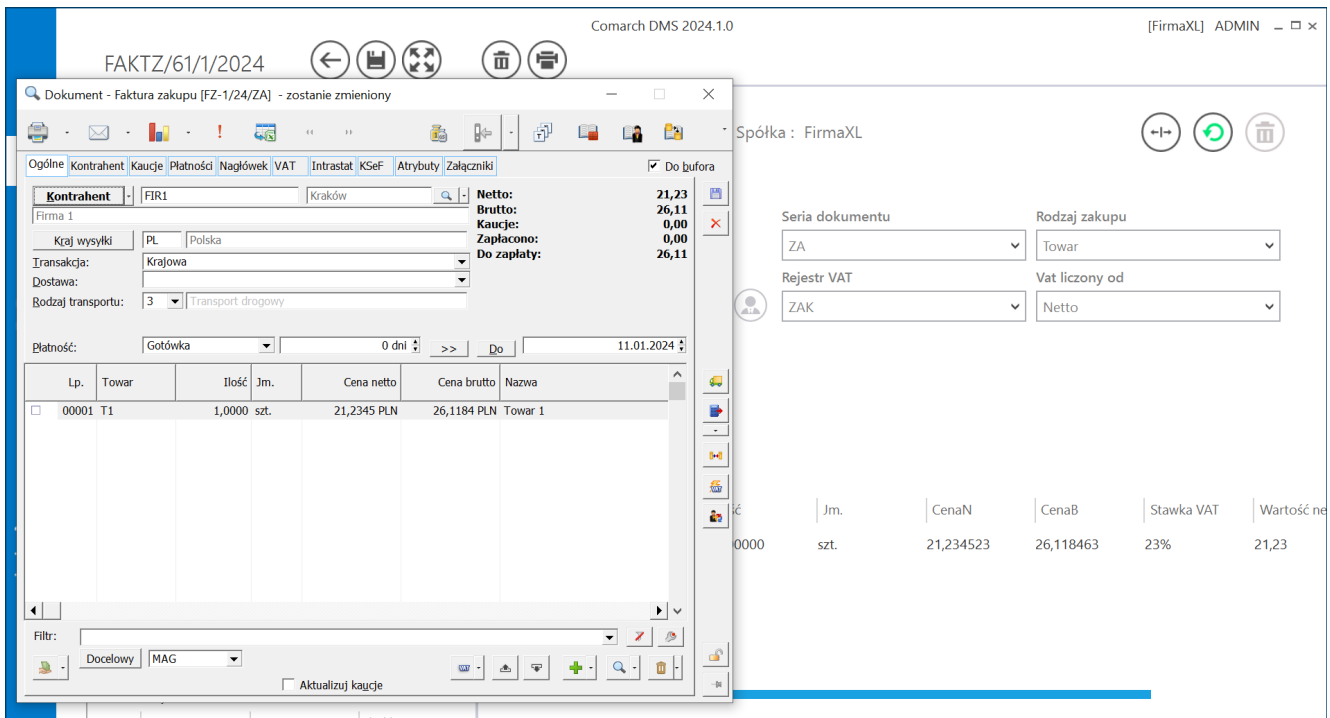 Comarch DMS 2024.1.0
[FirmaXL] ADMIN
FAKTZ/61/1/2024
Dokument - Faktura zakupu [FZ-1/24/ZA] - zostanie zmieniony
Spółka : FirmaXL
Ogólne Kontrahent Kaucje Płatności Nagłówek VAT Intrastat KSeF Atrybuty Załączniki
Do bufora
Kontrahent FIR1 Kraków
Firma 1
Kraj wysyłki PL Polska
Transakcja: Krajowa
Dostawa:
Rodzaj transportu: 3 Transport drogowy
Netto: 21,23
Brutto: 26,11
Kaucje: 0,00
Zapłacono: 0,00
Do zapłaty: 26,11
Płatność: Gotówka 0 dni >> Do 11.01.2024
Seria dokumentu Rodzaj zakupu
ZA Towar
Rejestr VAT Vat liczony od
ZAK Netto
Lp. Towar Ilość Jm. Cena netto Cena brutto Nazwa
00001 T1 1,0000 szt. 21,2345 PLN 26,1184 PLN Towar 1
Jm. CenaN CenaB Stawka VAT Wartość ne
0000 szt. 21,234523 26,118463 23% 21,23
Filtr:
Docelowy MAG
Aktualizuj kaucje